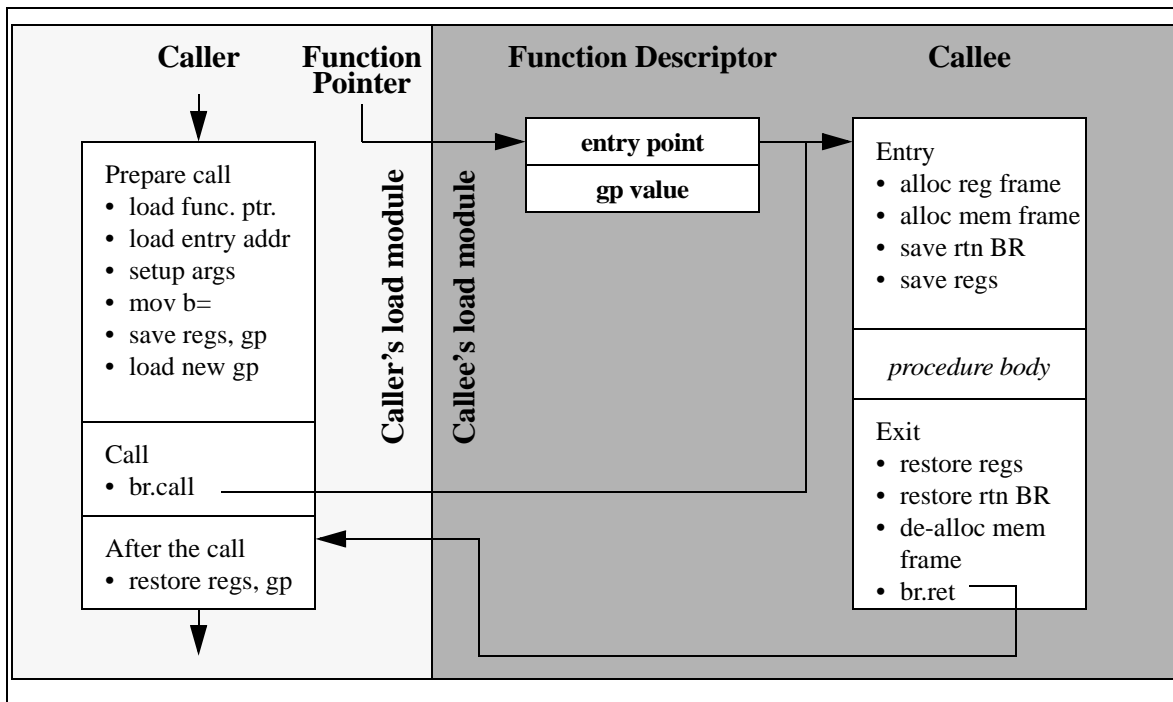 Caller
Function
Pointer
Function Descriptor
Callee
Prepare call
• load func. ptr.
• load entry addr
• setup args
• mov b=
• save regs, gp
• load new gp
Call
• br.call
After the call
• restore regs, gp
Caller's load module
Callee's load module
entry point
gp value
Entry
• alloc reg frame
• alloc mem frame
• save rtn BR
• save regs
procedure body
Exit
• restore regs
• restore rtn BR
• de-alloc mem
frame
• br.ret